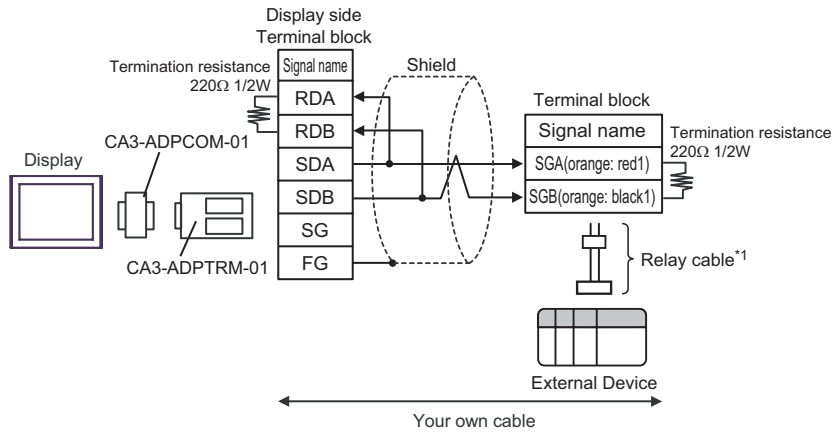 Display side
Terminal block
Termination resistance
220Ω 1/2W
Signal name
RDA
RDB
SDA
SDB
SG
FG
Shield
Display
CA3-ADPCOM-01
CA3-ADPTRM-01
Terminal block
Signal name
SGA(orange: red1)
SGB(orange: black1)
Termination resistance
220Ω 1/2W
Relay cable*1
External Device
Your own cable